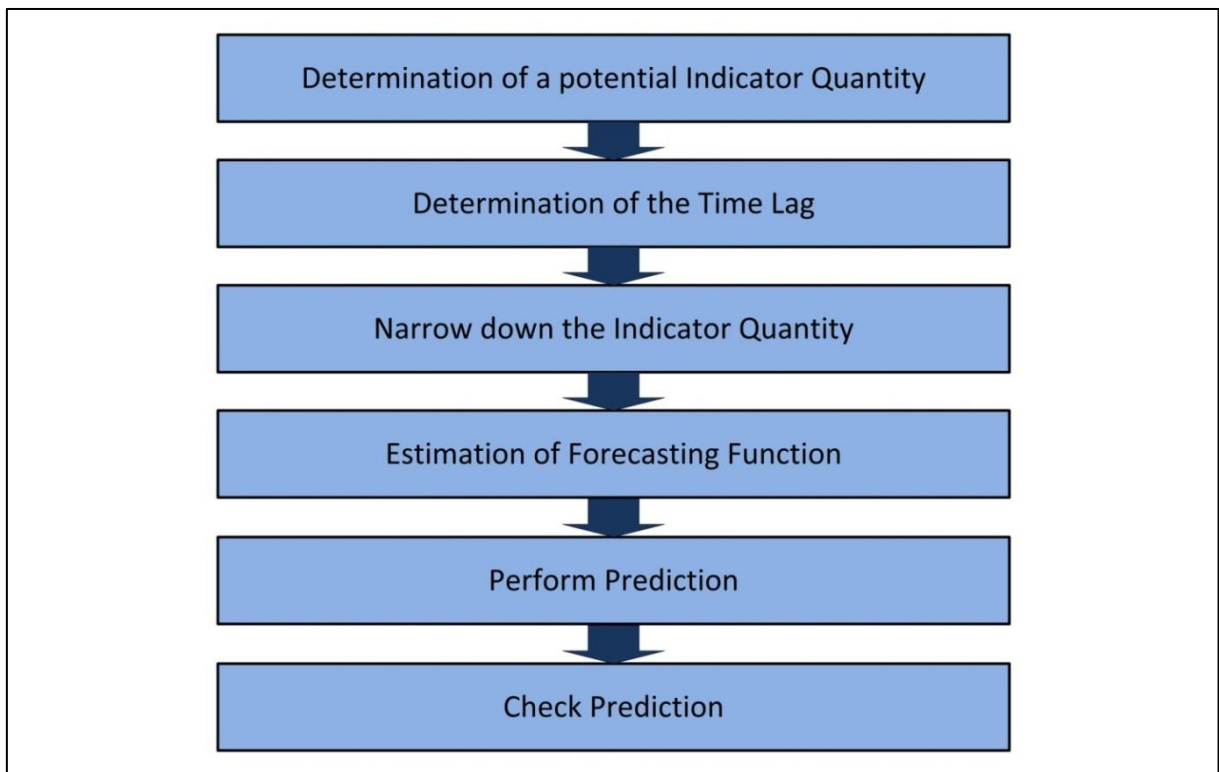 Determination of a potential Indicator Quantity
Determination of the Time Lag
Narrow down the Indicator Quantity
Estimation of Forecasting Function
Perform Prediction
Check Prediction